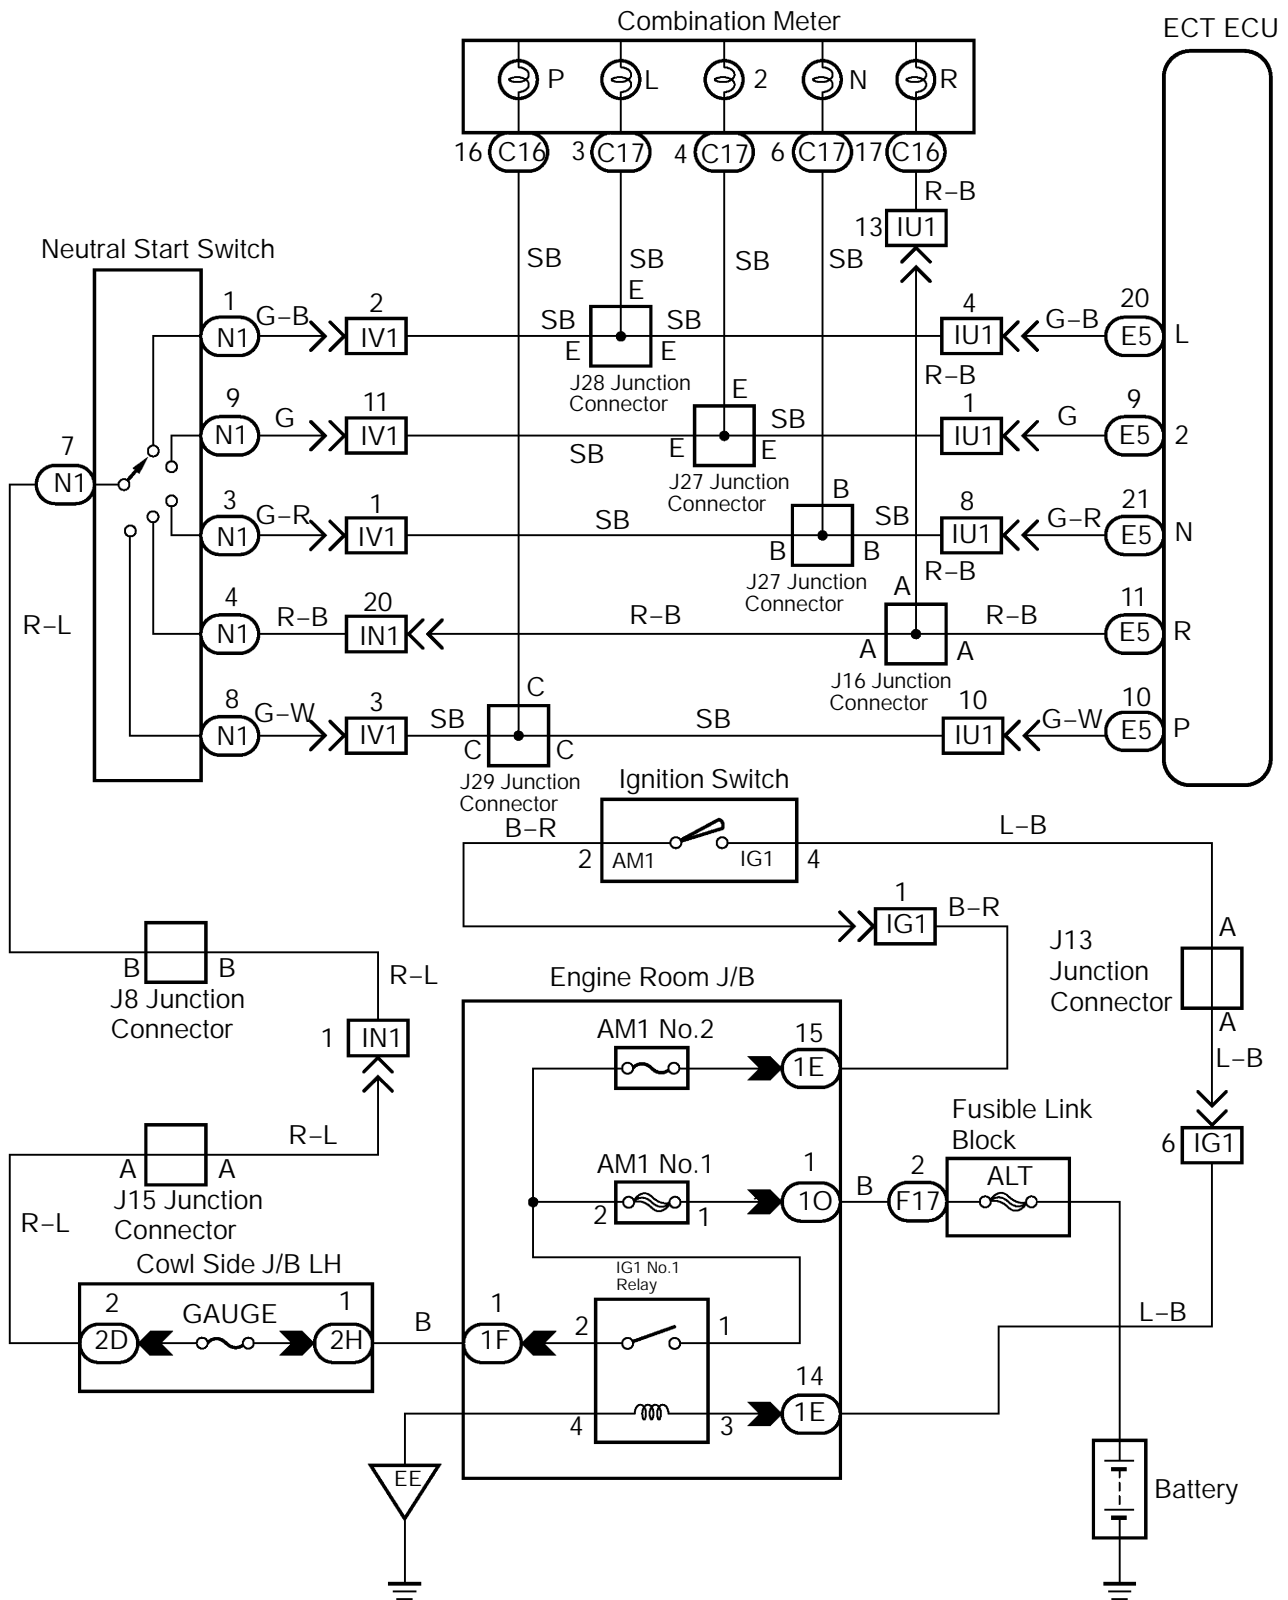 Combination Meter
ECT ECU
P L 2 N R
16 C16 3 C17 4 C17 6 C17 17 C16
R–B
13 IU1
Neutral Start Switch
SB SB SB SB
E
1 G–B 2 SB SB 4 G–B 20
N1 IV1 E E IU1 E5 L
J28 Junction
Connector
R–B
9 G 11 E SB 1 G 9
N1 IV1 SB E E IU1 E5 2
J27 Junction
Connector
7
N1
3 G–R 1 SB B SB 8 G–R 21
N1 IV1 B B IU1 E5 N
J27 Junction
Connector
R–B
R–L
4 R–B 20 R–B A R–B 11
N1 IN1 A A E5 R
J16 Junction
Connector
8 G–W 3 SB C SB 10 G–W 10
N1 IV1 C C IU1 E5 P
J29 Junction
Connector
Ignition Switch
B–R L–B
2 AM1 IG1 4
1
IG1 B–R
A
J13
Junction
Connector
A
L–B
B B R–L
J8 Junction
Connector
1 IN1
Engine Room J/B
AM1 No.2 15
1E
Fusible Link
Block
6 IG1
R–L
A A
J15 Junction
Connector
R–L
AM1 No.1 1 B 2 ALT
2 1 1O F17
Cowl Side J/B LH
IG1 No.1
Relay
2 GAUGE 1 B 1 2 1 L–B
2D 2H 1F
14
4 3 1E
EE
Battery